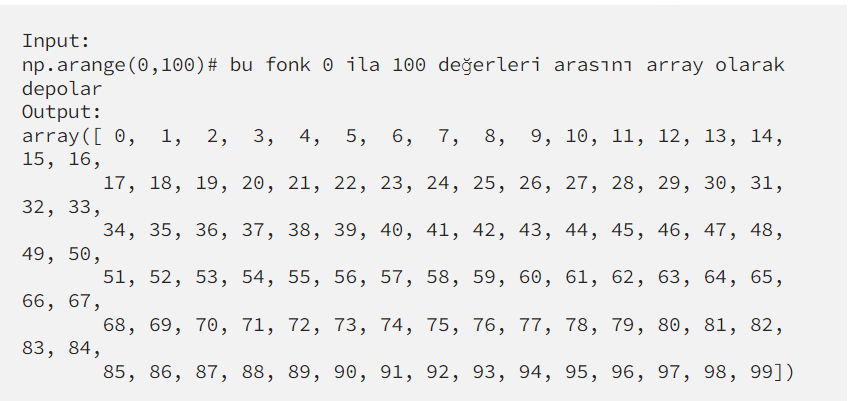 Input:
np.arange(0,100)# bu fonk 0 ila 100 değerleri arasını array olarak
depolar
Output:
array([ 0,  1,  2,  3,  4,  5,  6,  7,  8,  9, 10, 11, 12, 13, 14,
15, 16,
       17, 18, 19, 20, 21, 22, 23, 24, 25, 26, 27, 28, 29, 30, 31,
32, 33,
       34, 35, 36, 37, 38, 39, 40, 41, 42, 43, 44, 45, 46, 47, 48,
49, 50,
       51, 52, 53, 54, 55, 56, 57, 58, 59, 60, 61, 62, 63, 64, 65,
66, 67,
       68, 69, 70, 71, 72, 73, 74, 75, 76, 77, 78, 79, 80, 81, 82,
83, 84,
       85, 86, 87, 88, 89, 90, 91, 92, 93, 94, 95, 96, 97, 98, 99])